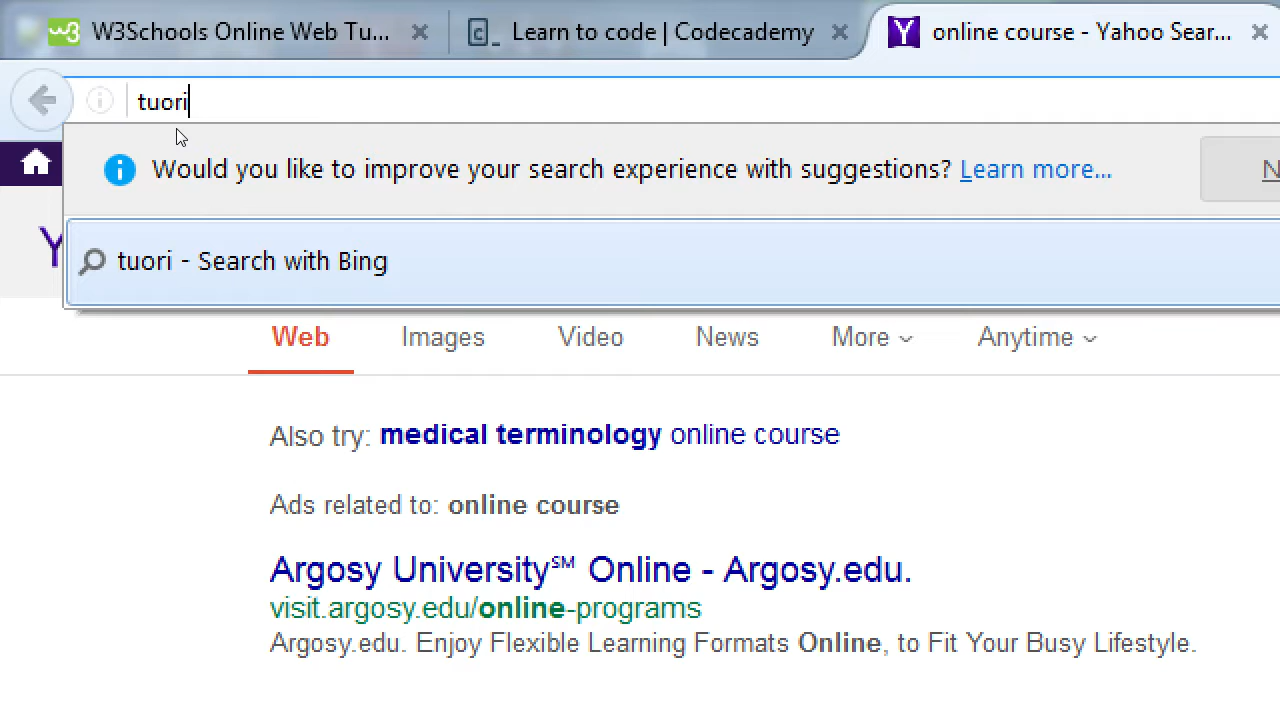 W3Schools Online Web Tu...
Learn to code | Codecademy
online course - Yahoo Sear...
tuori
Would you like to improve your search experience with suggestions? Learn more...
tuori - Search with Bing
Web Images Video News More Anytime
Also try: medical terminology online course
Ads related to: online course
Argosy University℠ Online - Argosy.edu.
visit.argosy.edu/online-programs
Argosy.edu. Enjoy Flexible Learning Formats Online, to Fit Your Busy Lifestyle.